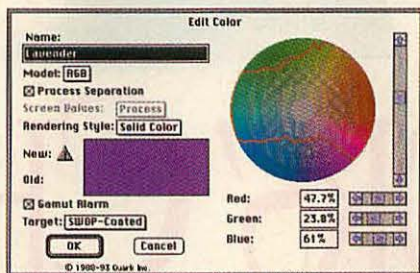 Edit Color
Name:
Lavender
Model: RGB
Process Separation
Screen Values: Process
Rendering Style: Solid Color
New:
Old:
Gamut Alarm
Target: SWOP-Coated
OK Cancel
© 1990-93 Quark Inc.
Red: 47.7%
Green: 23.8%
Blue: 61%